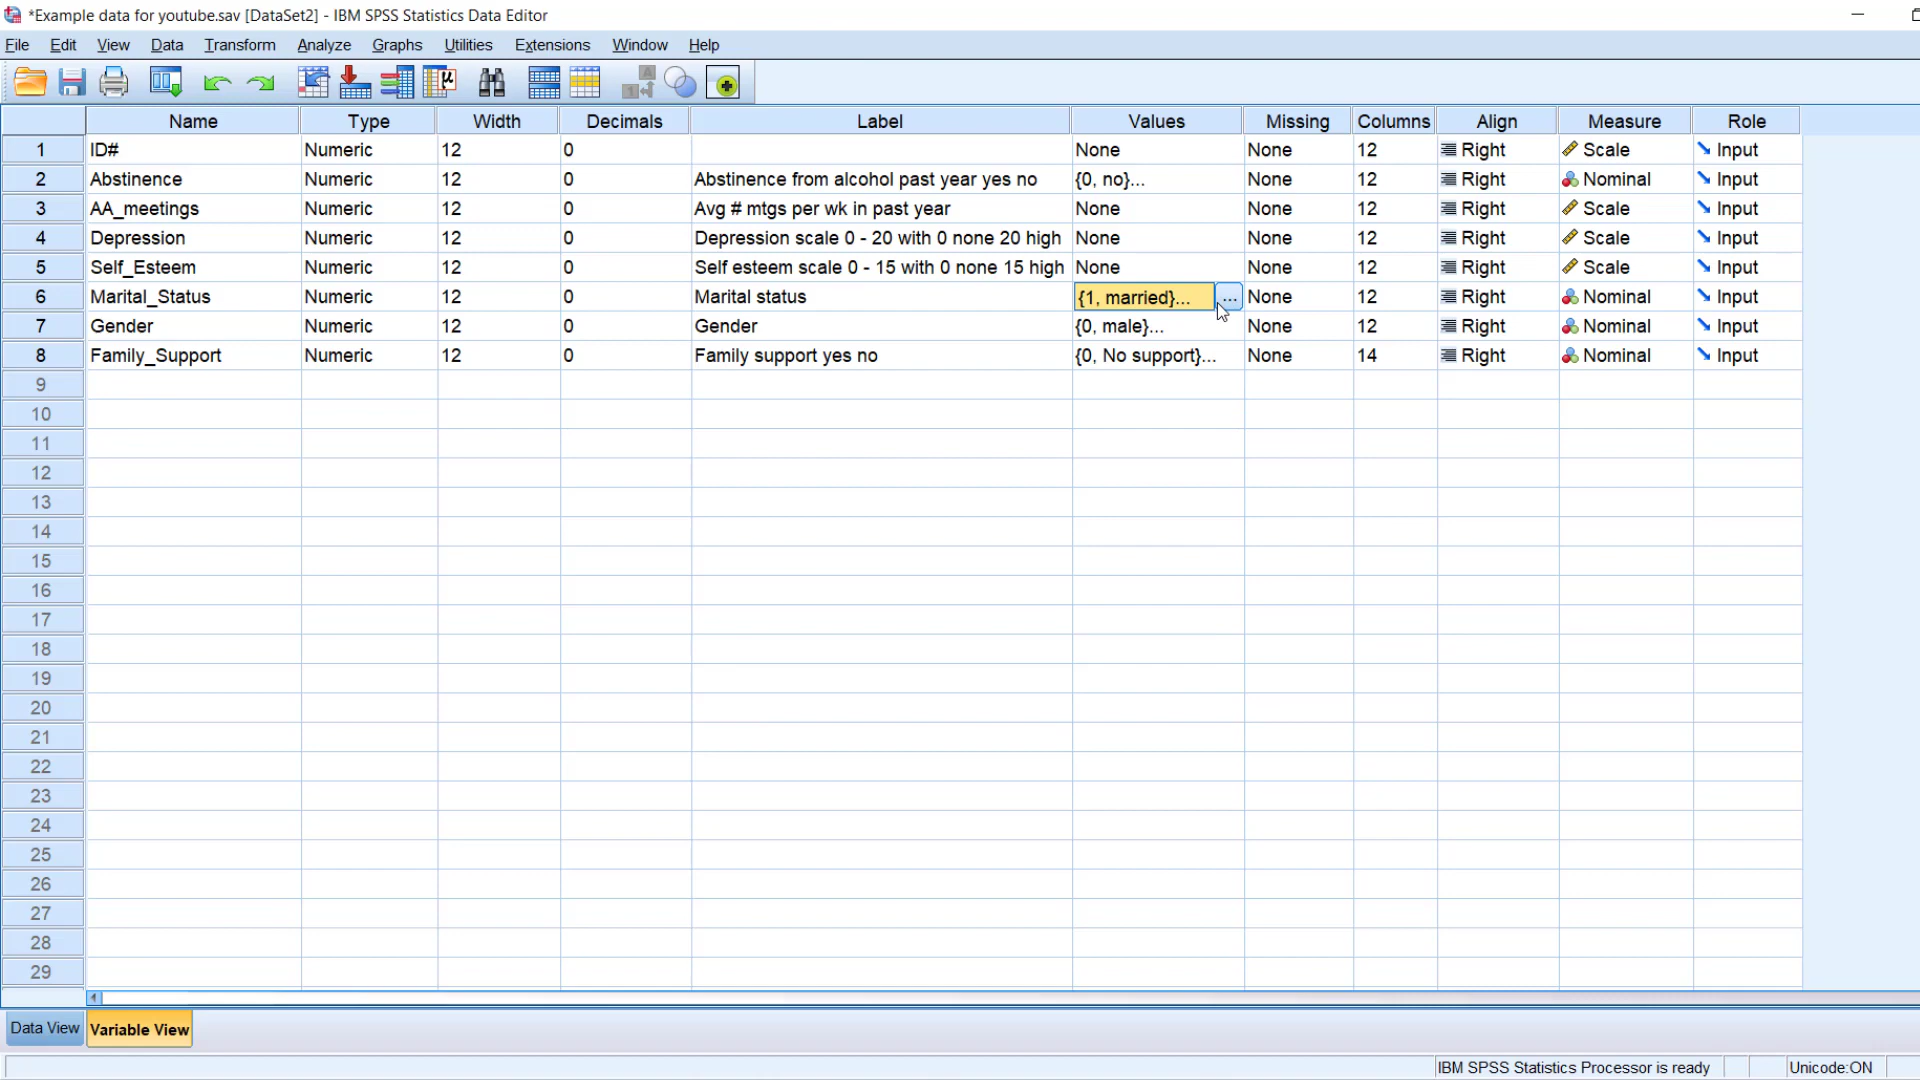 *Example data for youtube.sav [DataSet2] - IBM SPSS Statistics Data Editor
File Edit View Data Transform Analyze Graphs Utilities Extensions Window Help
Name Type Width Decimals Label Values Missing Columns Align Measure Role
1 ID# Numeric 12 0 None None 12 Right Scale Input
2 Abstinence Numeric 12 0 Abstinence from alcohol past year yes no {0, no}... None 12 Right Nominal Input
3 AA_meetings Numeric 12 0 Avg # mtgs per wk in past year None None 12 Right Scale Input
4 Depression Numeric 12 0 Depression scale 0 - 20 with 0 none 20 high None None 12 Right Scale Input
5 Self_Esteem Numeric 12 0 Self esteem scale 0 - 15 with 0 none 15 high None None 12 Right Scale Input
6 Marital_Status Numeric 12 0 Marital status {1, married}... ... None 12 Right Nominal Input
7 Gender Numeric 12 0 Gender {0, male}... None 12 Right Nominal Input
8 Family_Support Numeric 12 0 Family support yes no {0, No support}... None 14 Right Nominal Input
9
10
11
12
13
14
15
16
17
18
19
20
21
22
23
24
25
26
27
28
29
Data View Variable View
IBM SPSS Statistics Processor is ready Unicode:ON